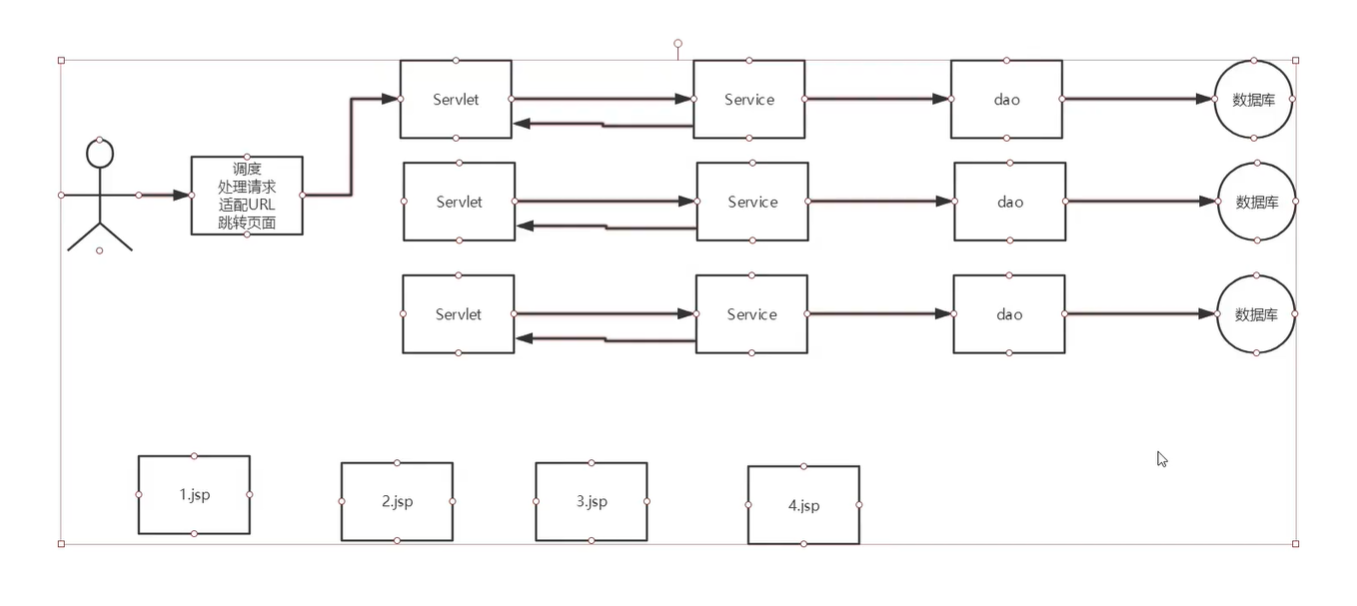 Servlet
Service
dao
数据库
调度
处理请求
适配URL
跳转页面
Servlet
Service
dao
数据库
Servlet
Service
dao
数据库
1.jsp
2.jsp
3.jsp
4.jsp